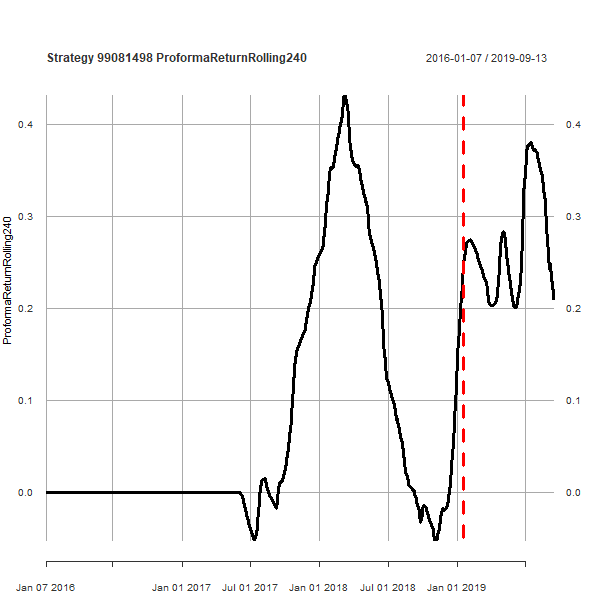 Strategy 99081498 ProformaReturnRolling240
2016-01-07 / 2019-09-13
ProformaReturnRolling240
0.4
0.3
0.2
0.1
0.0
0.4
0.3
0.2
0.1
0.0
Jan 07 2016
Jan 01 2017
Jul 01 2017
Jan 01 2018
Jul 01 2018
Jan 01 2019